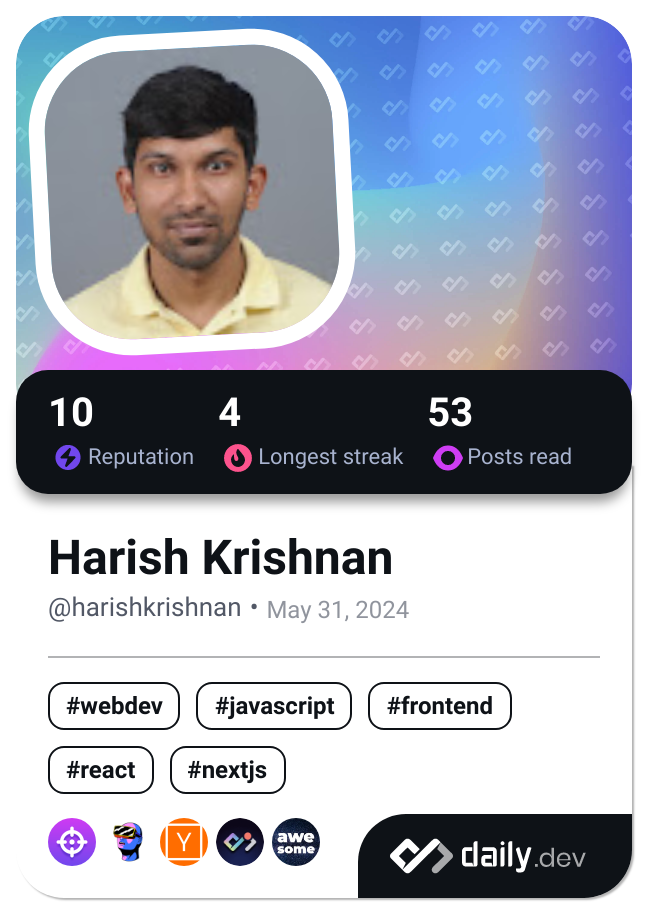 10 4 53
Reputation Longest streak Posts read
Harish Krishnan
@harishkrishnan • May 31, 2024
#webdev #javascript #frontend
#react #nextjs
Y
awe
some
daily.dev